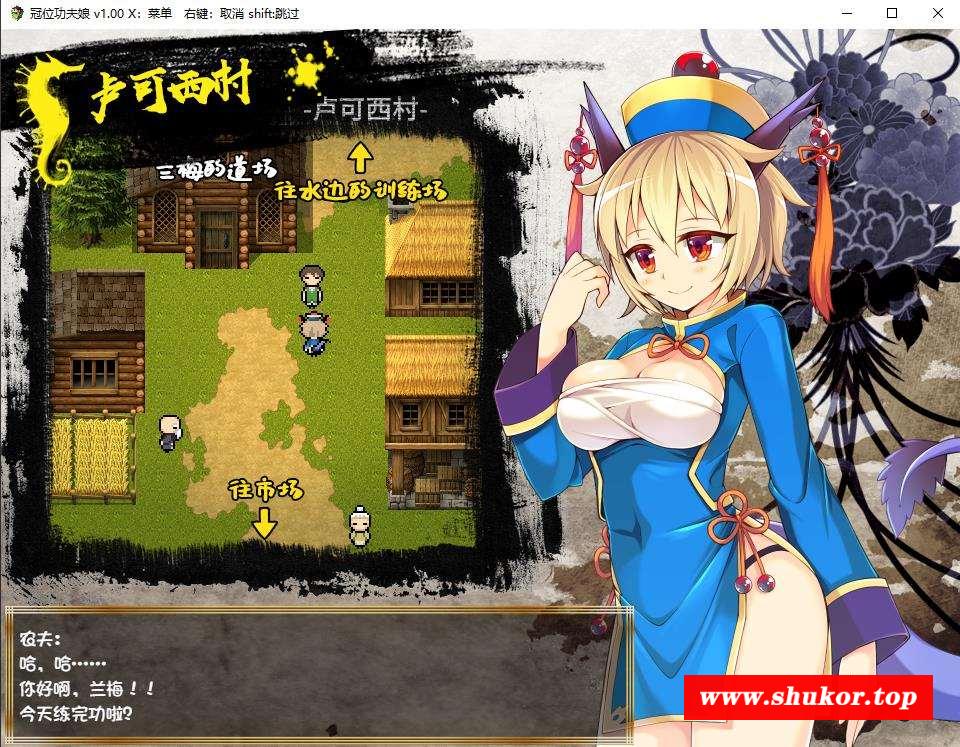 冠位功夫娘 v1.00 X：菜单 右键：取消 shift:跳过
卢可西村
-卢可西村-
三梅的道场
往水边的训练场
往市场
农夫：
哈，哈……
你好啊，兰梅！！
今天练完功啦？
www.shukor.top